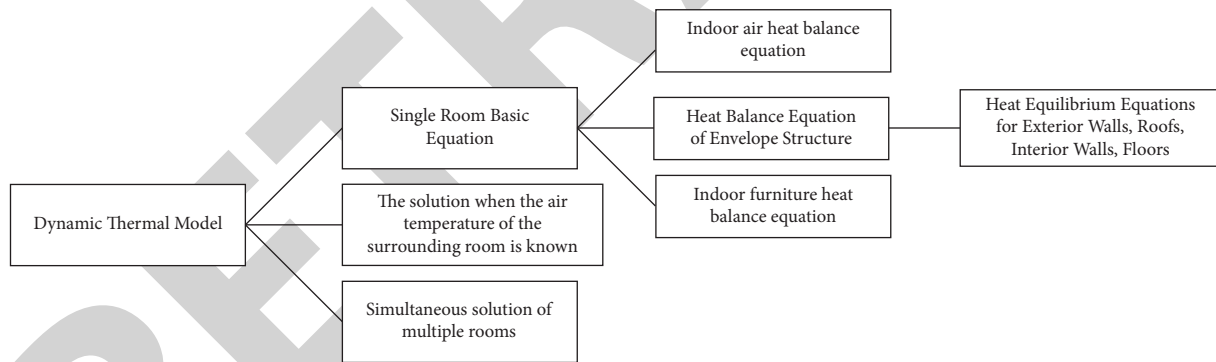 Indoor air heat balance
equation
Single Room Basic
Equation
Heat Balance Equation
of Envelope Structure
Heat Equilibrium Equations
for Exterior Walls, Roofs,
Interior Walls, Floors
Indoor furniture heat
balance equation
Dynamic Thermal Model
The solution when the air
temperature of the
surrounding room is known
Simultaneous solution of
multiple rooms